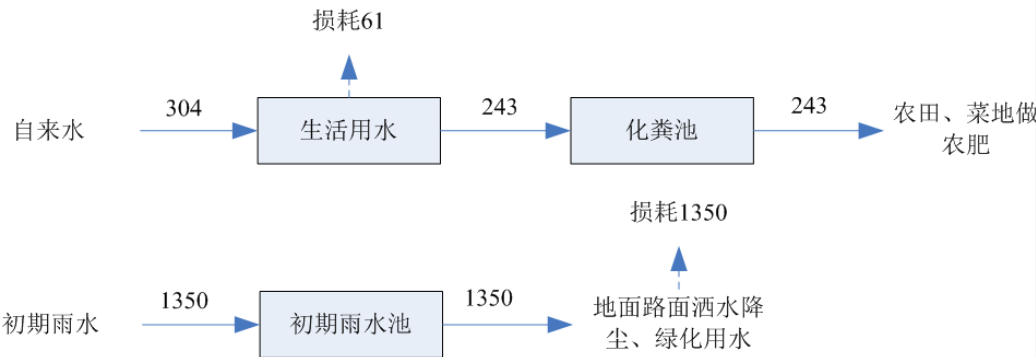 损耗61
304
243
243
自来水
生活用水
化粪池
农田、菜地做
农肥
损耗1350
1350
1350
初期雨水
初期雨水池
地面路面洒水降
尘、绿化用水